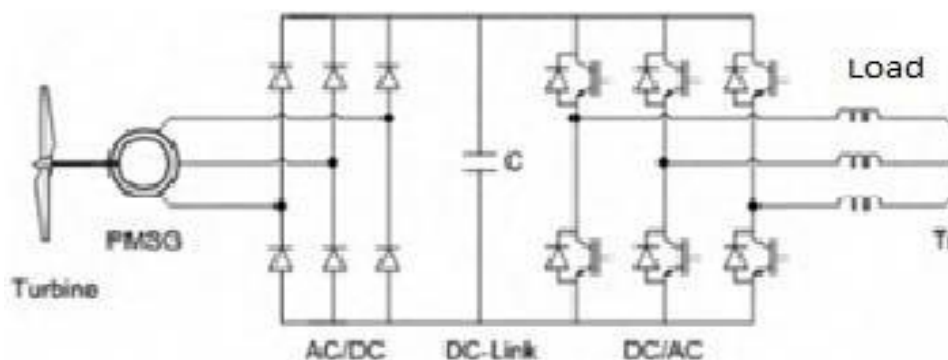 Load
C
PMSG
Turbine
AC/DC
DC-Link
DC/AC